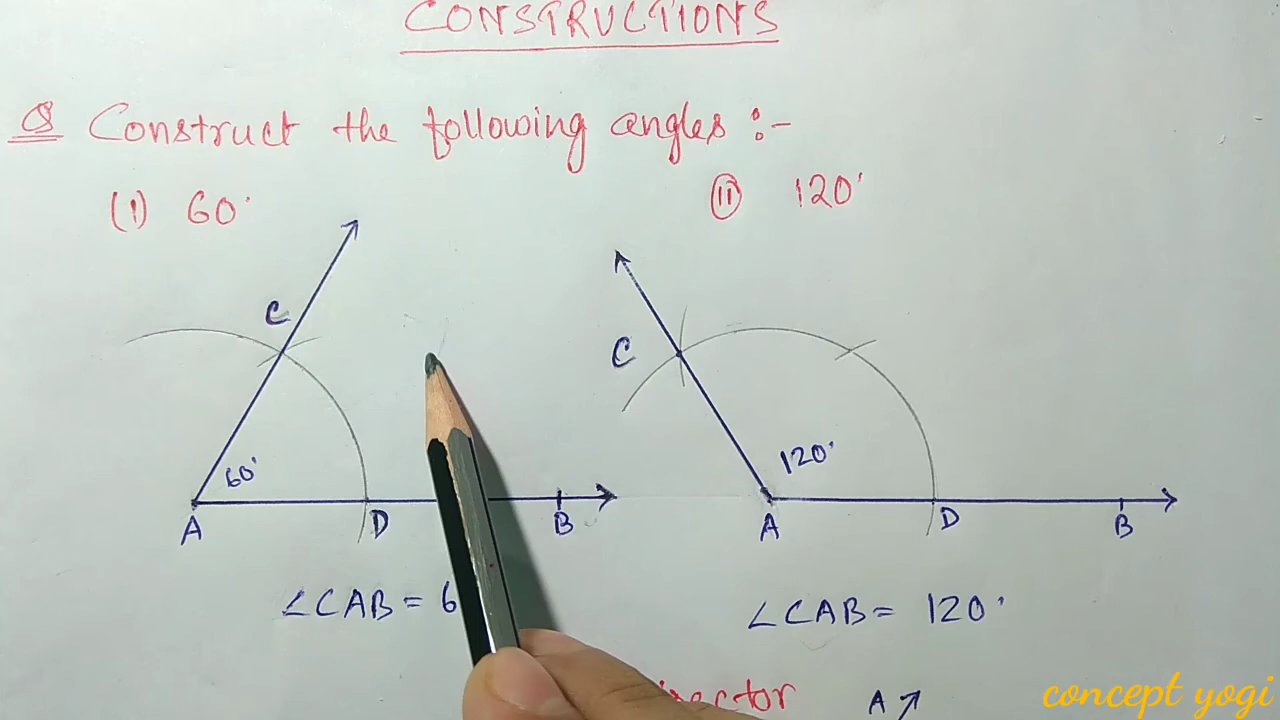 CONSTRUCTIONS
Q Construct the following angles :-
(i) 60°
(ii) 120°
C
60°
A D B
∠CAB = 6
C
120°
A D B
∠CAB = 120°
A
concept yogi